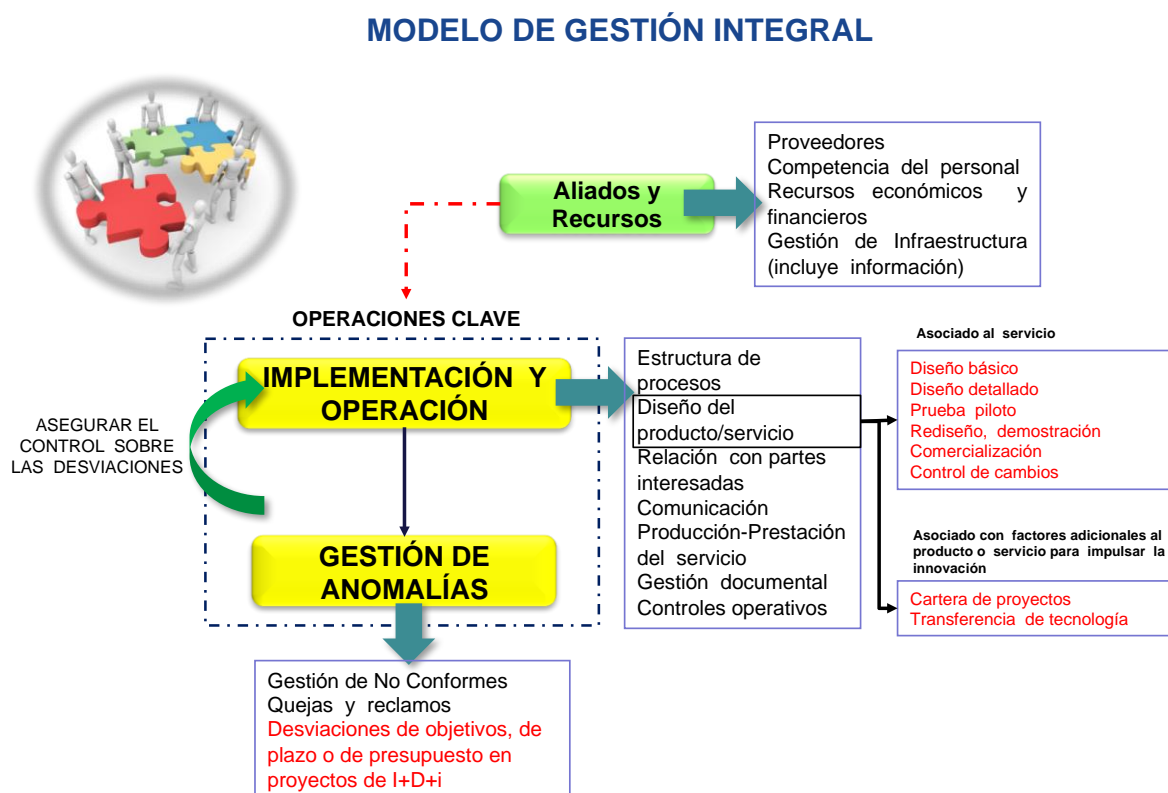 MODELO DE GESTIÓN INTEGRAL
Aliados y
Recursos
Proveedores
Competencia del personal
Recursos económicos y
financieros
Gestión de Infraestructura
(incluye información)
OPERACIONES CLAVE
IMPLEMENTACIÓN Y
OPERACIÓN
ASEGURAR EL
CONTROL SOBRE
LAS DESVIACIONES
GESTIÓN DE
ANOMALÍAS
Estructura de
procesos
Diseño del
producto/servicio
Relación con partes
interesadas
Comunicación
Producción-Prestación
del servicio
Gestión documental
Controles operativos
Asociado al servicio
Diseño básico
Diseño detallado
Prueba piloto
Rediseño, demostración
Comercialización
Control de cambios
Asociado con factores adicionales al
producto o servicio para impulsar la
innovación
Cartera de proyectos
Transferencia de tecnología
Gestión de No Conformes
Quejas y reclamos
Desviaciones de objetivos, de
plazo o de presupuesto en
proyectos de I+D+i